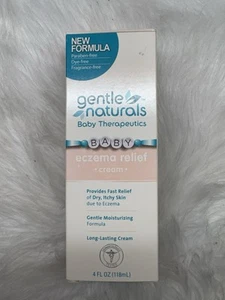 NEW
FORMULA
Paraben-free
Dye-free
Fragrance-free
gentle
naturals
Baby Therapeutics
BABY
eczema relief
• cream •
Provides Fast Relief
of Dry, Itchy Skin
due to Eczema
Gentle Moisturizing
Formula
Long-Lasting Cream
4 FL OZ (118mL)